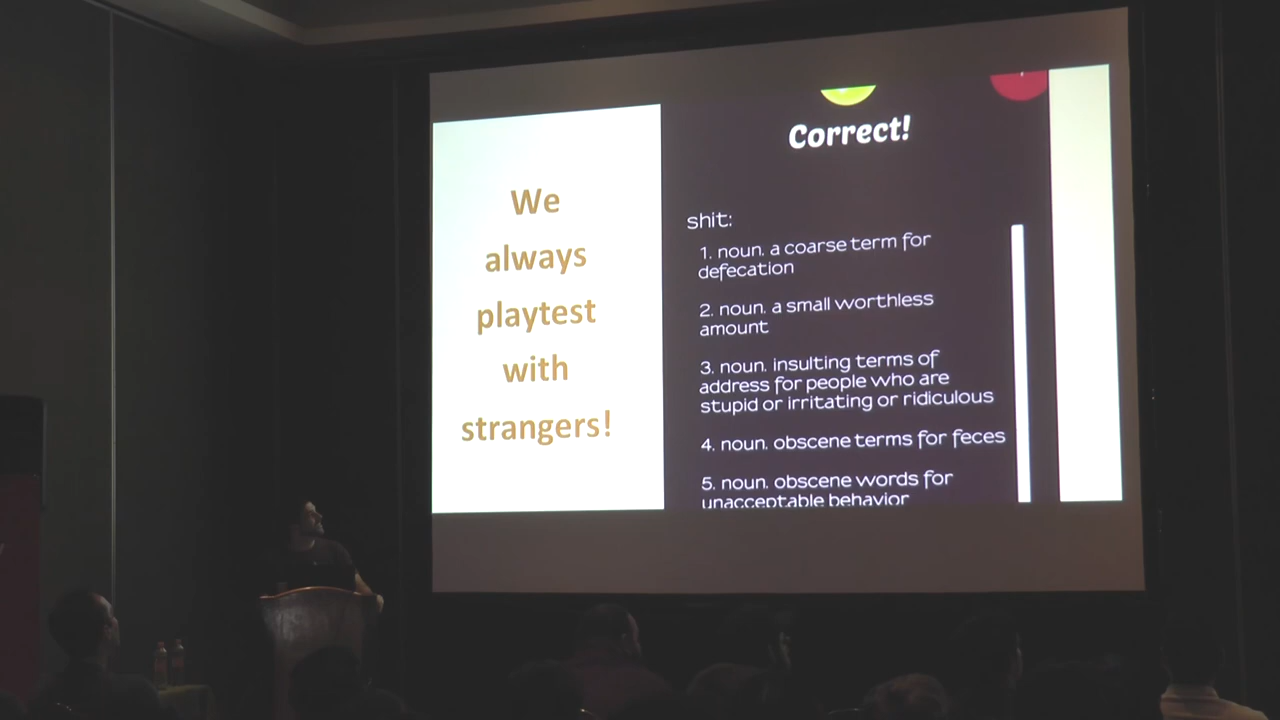 We
always
playtest
with
strangers!
Correct!
shit:
1. noun. a coarse term for
defecation
2. noun. a small worthless
amount
3. noun. insulting terms of
address for people who are
stupid or irritating or ridiculous
4. noun. obscene terms for feces
5. noun. obscene words for
unacceptable behavior